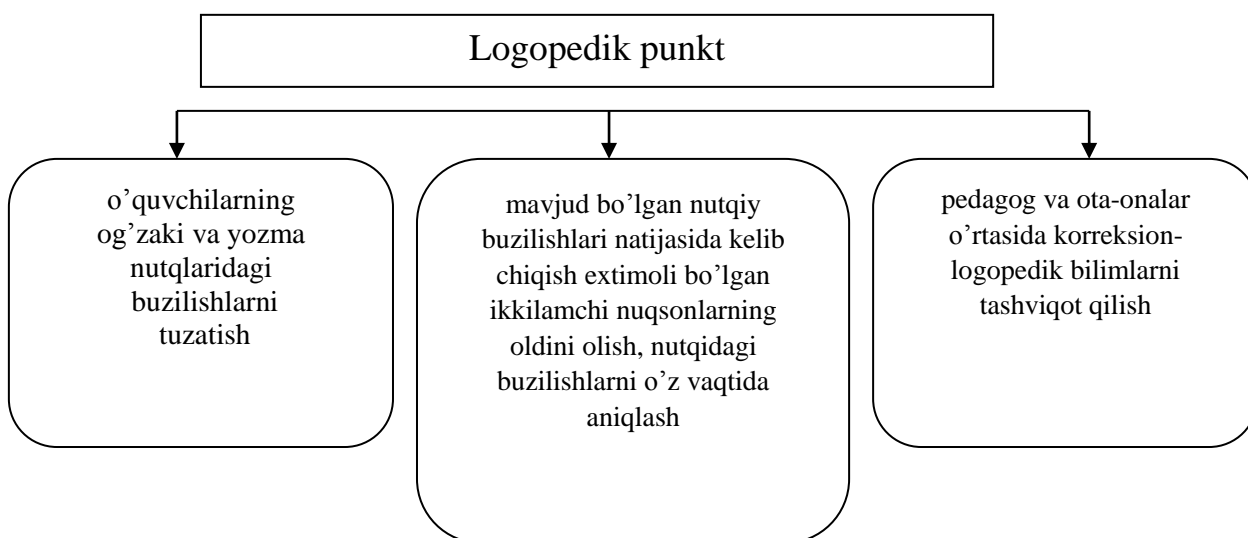 Logopedik punkt
o’quvchilarning
og’zaki va yozma
nutqlaridagi
buzilishlarni
tuzatish
mavjud bo’lgan nutqiy
buzilishlari natijasida kelib
chiqish extimoli bo’lgan
ikkilamchi nuqsonlarning
oldini olish, nutqidagi
buzilishlarni o’z vaqtida
aniqlash
pedagog va ota-onalar
o’rtasida korreksion-
logopedik bilimlarni
tashviqot qilish